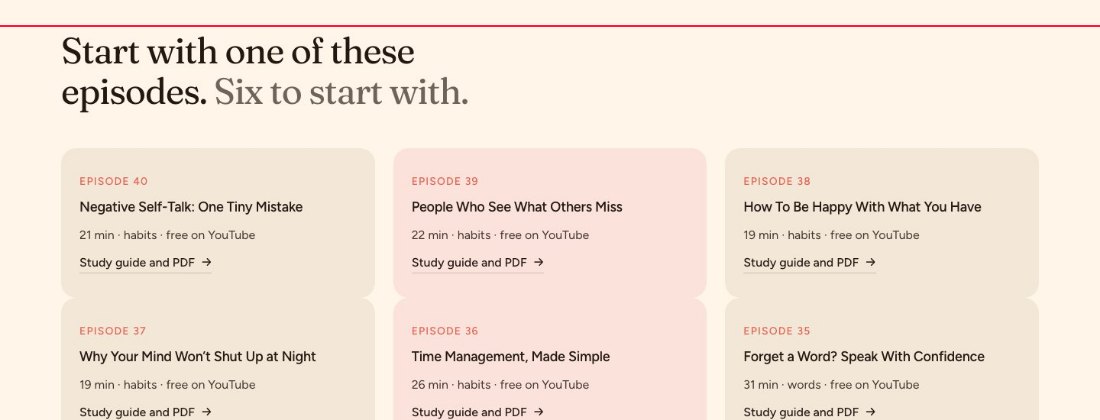 Start with one of these
episodes. Six to start with.
EPISODE 40
Negative Self-Talk: One Tiny Mistake
21 min · habits · free on YouTube
Study guide and PDF →
EPISODE 39
People Who See What Others Miss
22 min · habits · free on YouTube
Study guide and PDF →
EPISODE 38
How To Be Happy With What You Have
19 min · habits · free on YouTube
Study guide and PDF →
EPISODE 37
Why Your Mind Won’t Shut Up at Night
19 min · habits · free on YouTube
Study guide and PDF →
EPISODE 36
Time Management, Made Simple
26 min · habits · free on YouTube
Study guide and PDF →
EPISODE 35
Forget a Word? Speak With Confidence
31 min · words · free on YouTube
Study guide and PDF →